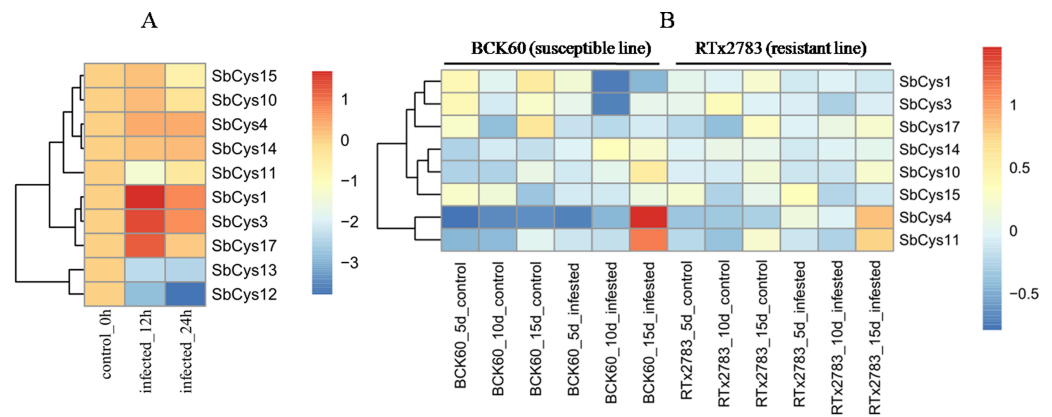 A
SbCys15
SbCys10
SbCys4
SbCys14
SbCys11
SbCys1
SbCys3
SbCys17
SbCys13
SbCys12
control_0h
infected_12h
infected_24h
1
0
−1
−2
−3
B
BCK60 (susceptible line)
RTx2783 (resistant line)
SbCys1
SbCys3
SbCys17
SbCys14
SbCys10
SbCys15
SbCys4
SbCys11
BCK60_5d_control
BCK60_10d_control
BCK60_15d_control
BCK60_5d_infested
BCK60_10d_infested
BCK60_15d_infested
RTx2783_5d_control
RTx2783_10d_control
RTx2783_15d_control
RTx2783_5d_infested
RTx2783_10d_infested
RTx2783_15d_infested
1
0.5
0
−0.5